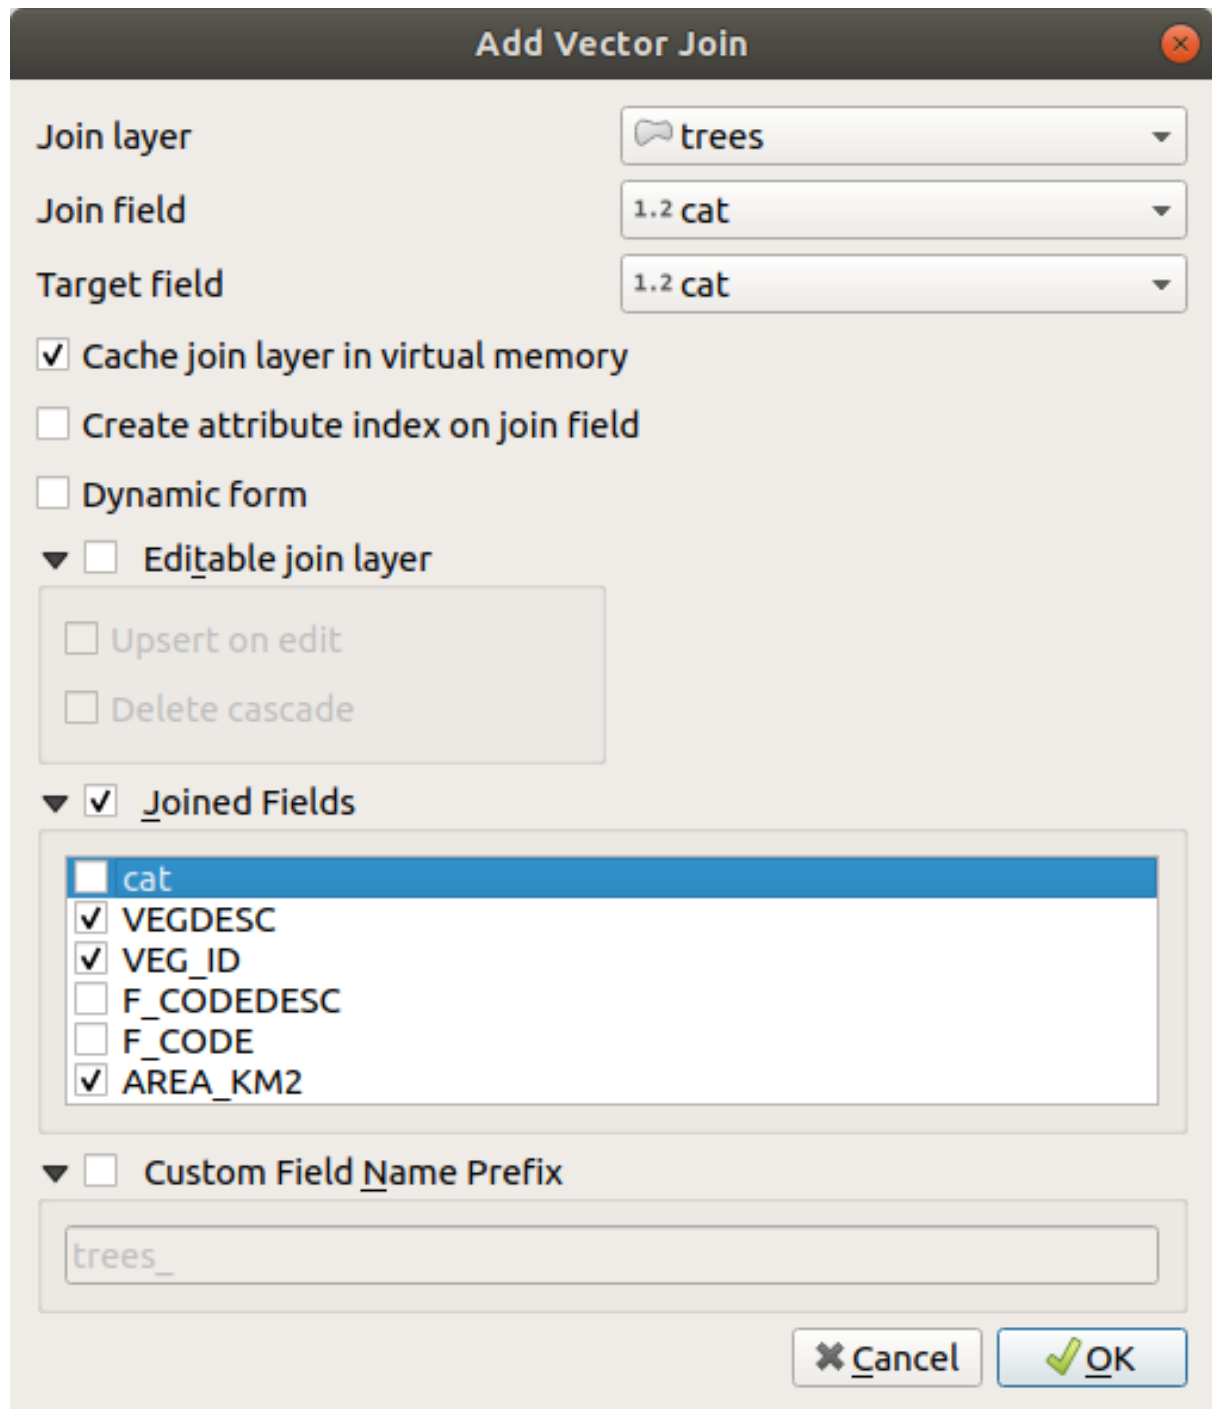 Add Vector Join
Join layer
trees
Join field
1.2 cat
Target field
1.2 cat
Cache join layer in virtual memory
Create attribute index on join field
Dynamic form
Editable join layer
Upsert on edit
Delete cascade
Joined Fields
cat
VEGDESC
VEG_ID
F_CODEDESC
F_CODE
AREA_KM2
Custom Field Name Prefix
trees_
Cancel
OK